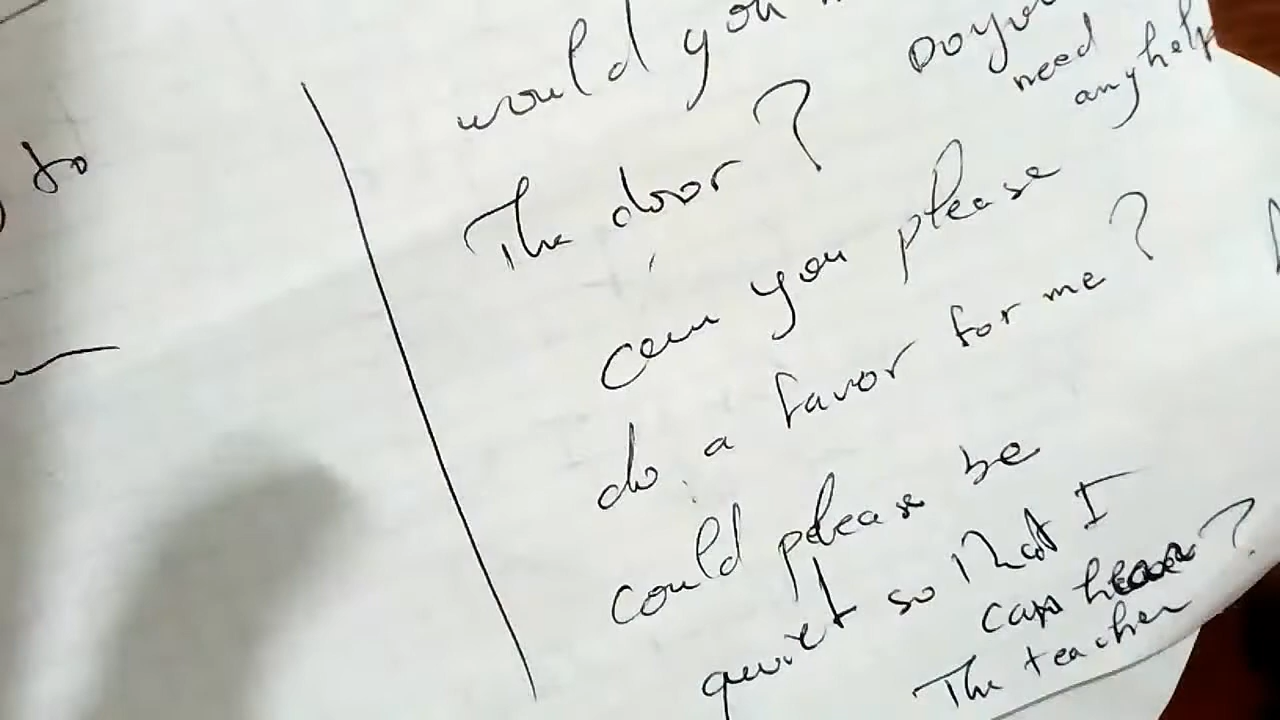 to
would you
The door?
Do you
need
any help
can you please
do a favor for me?
could please be
quiet so that I
can hear?
The teacher